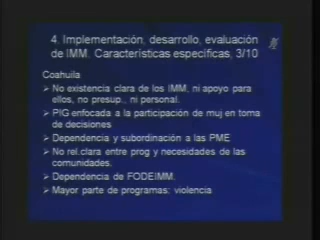 4. Implementación, desarrollo, evaluación
de IMM. Características específicas, 3/10
Coahuila
➢ No existencia clara de los IMM, ni apoyo para
ellos, no presup., ni personal.
➢ PIG enfocada a la participación de muj en toma
de decisiones
➢ Dependencia y subordinación a las PME
➢ No rel.clara entre prog y necesidades de las
comunidades.
➢ Dependencia de FODEIMM,
➢ Mayor parte de programas: violencia